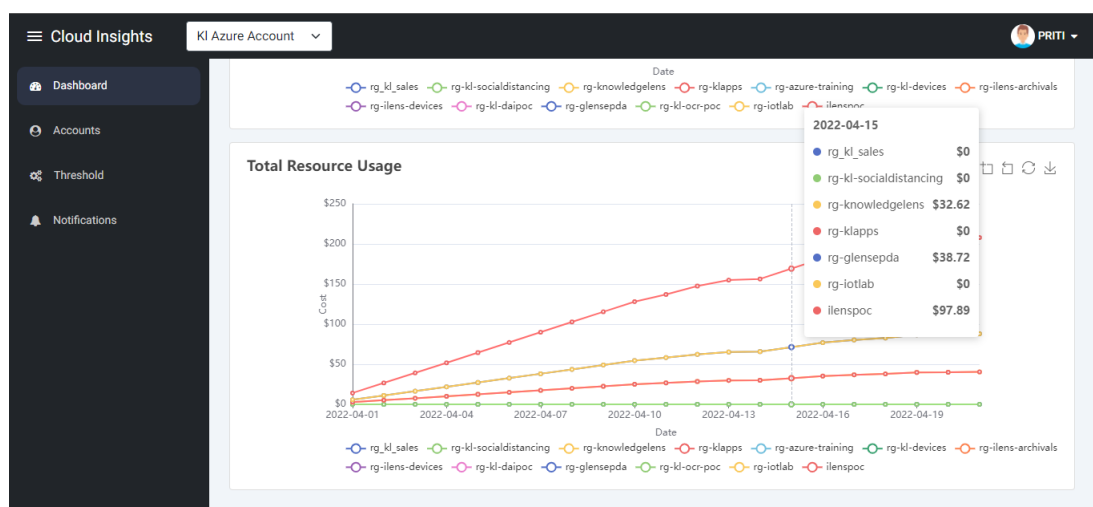 Cloud Insights KI Azure Account PRITI
Dashboard
Accounts
Threshold
Notifications
Date
rg_kl_sales rg-kl-socialdistancing rg-knowledgelens rg-klapps rg-azure-training rg-kl-devices rg-ilens-archivals
rg-ilens-devices rg-kl-daipoc rg-glensepda rg-kl-ocr-poc rg-iotlab ilenspoc
Total Resource Usage
2022-04-15
rg_kl_sales $0
rg-kl-socialdistancing $0
rg-knowledgelens $32.62
rg-klapps $0
rg-glensepda $38.72
rg-iotlab $0
ilenspoc $97.89
$250
$200
$150
$100
$50
$0
Cost
2022-04-01 2022-04-04 2022-04-07 2022-04-10 2022-04-13 2022-04-16 2022-04-19
Date
rg_kl_sales rg-kl-socialdistancing rg-knowledgelens rg-klapps rg-azure-training rg-kl-devices rg-ilens-archivals
rg-ilens-devices rg-kl-daipoc rg-glensepda rg-kl-ocr-poc rg-iotlab ilenspoc